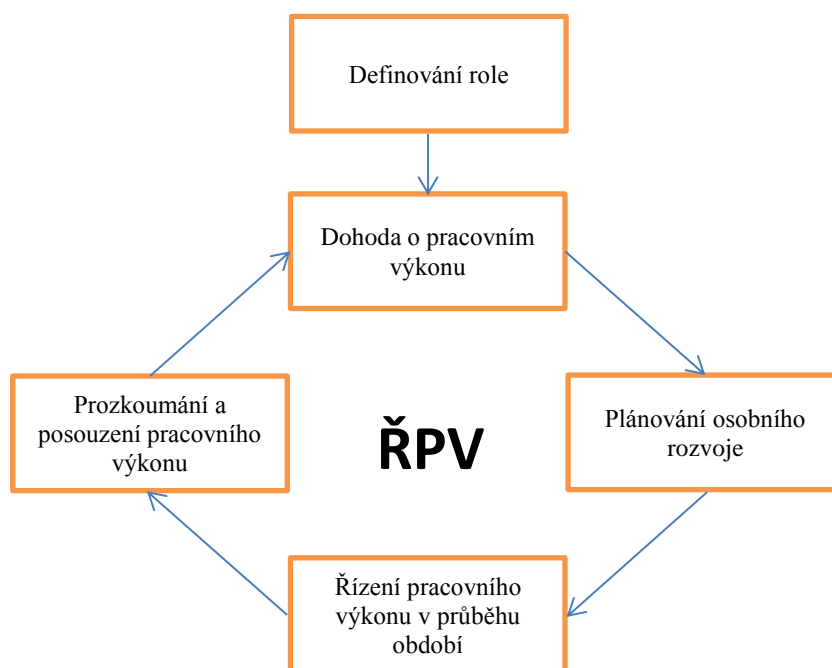 Definování role
Dohoda o pracovním
výkonu
Prozkoumání a
posouzení pracovního
výkonu
ŘPV
Plánování osobního
rozvoje
Řízení pracovního
výkonu v průběhu
období